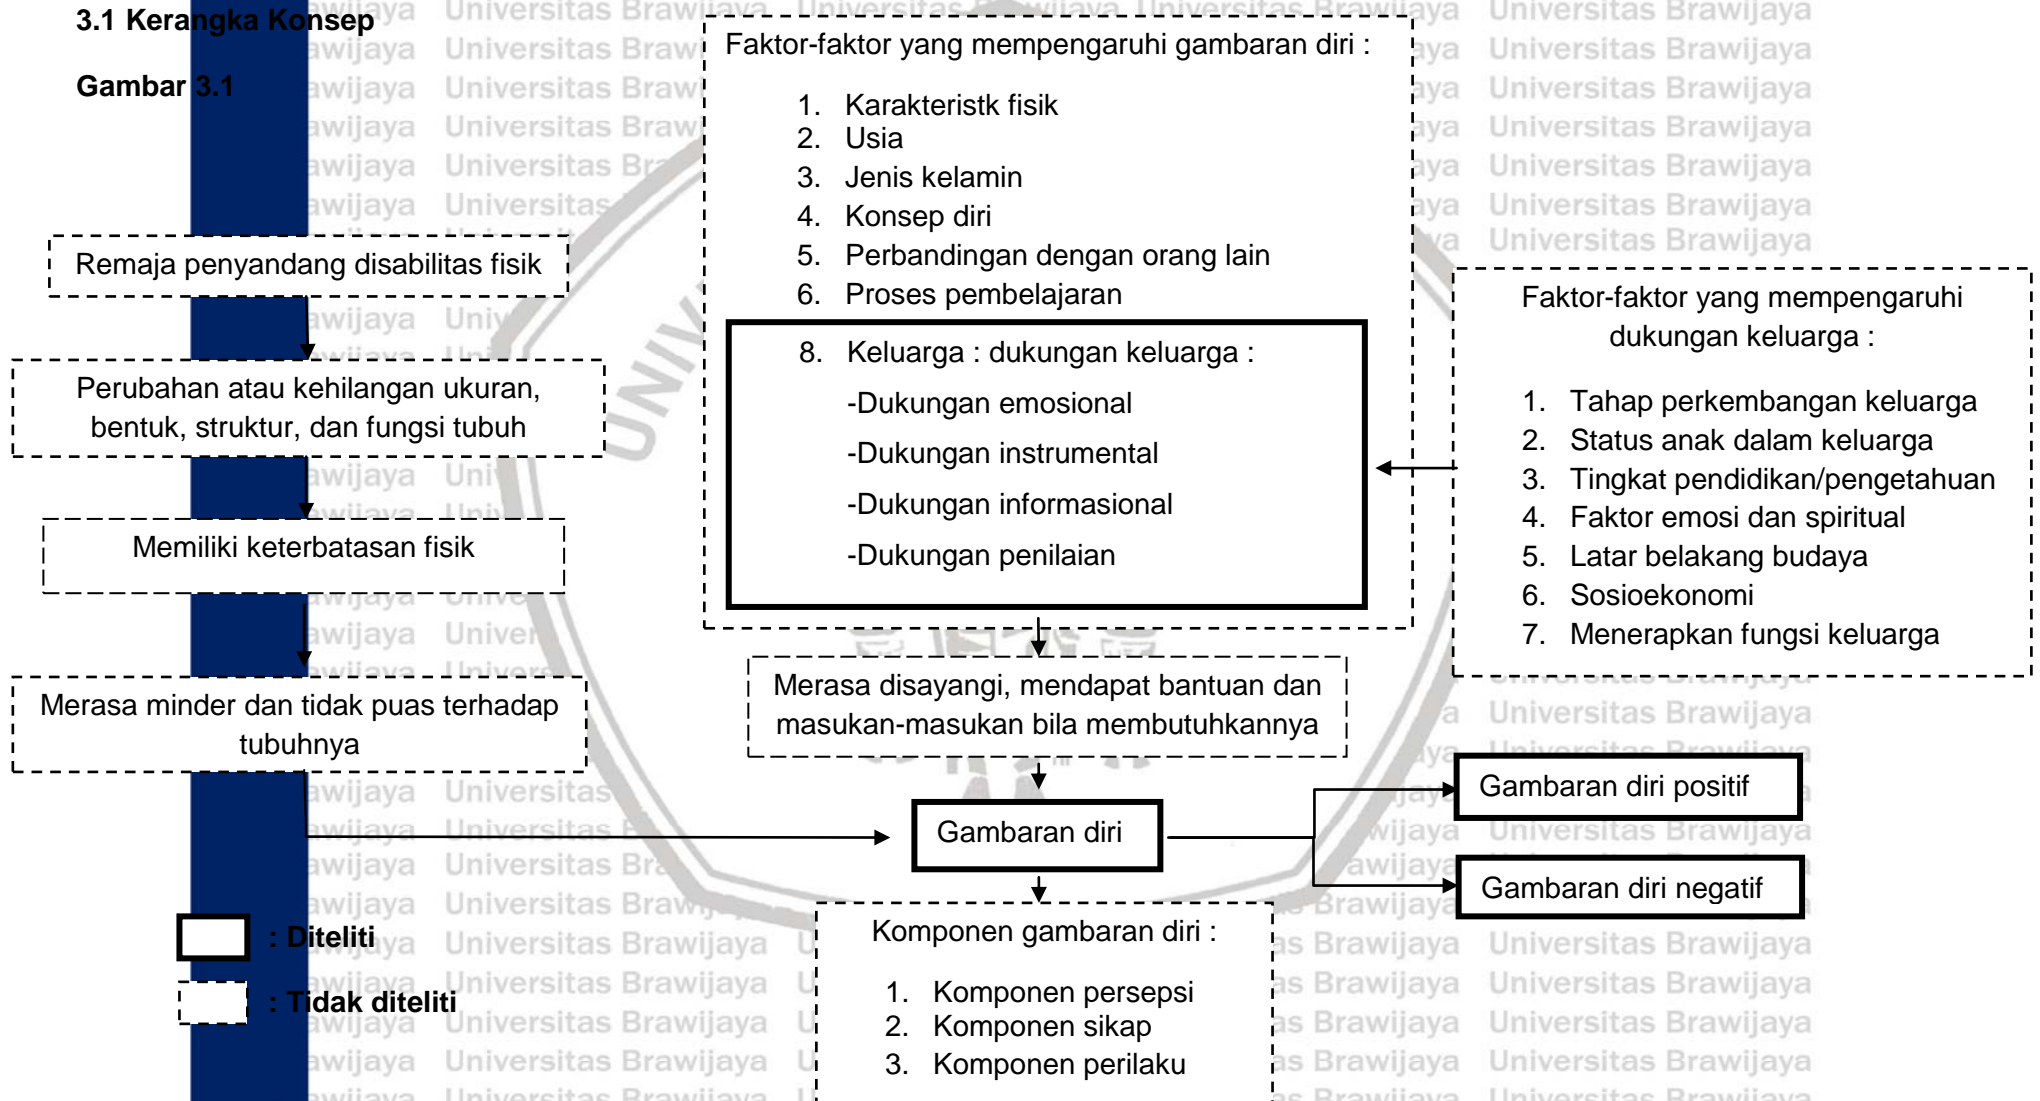 3.1 Kerangka Konsep
Gambar 3.1
Faktor-faktor yang mempengaruhi gambaran diri :
1. Karakteristk fisik
2. Usia
3. Jenis kelamin
4. Konsep diri
5. Perbandingan dengan orang lain
6. Proses pembelajaran
8. Keluarga : dukungan keluarga :
-Dukungan emosional
-Dukungan instrumental
-Dukungan informasional
-Dukungan penilaian
Remaja penyandang disabilitas fisik
Perubahan atau kehilangan ukuran,
bentuk, struktur, dan fungsi tubuh
Memiliki keterbatasan fisik
Merasa minder dan tidak puas terhadap
tubuhnya
Faktor-faktor yang mempengaruhi
dukungan keluarga :
1. Tahap perkembangan keluarga
2. Status anak dalam keluarga
3. Tingkat pendidikan/pengetahuan
4. Faktor emosi dan spiritual
5. Latar belakang budaya
6. Sosioekonomi
7. Menerapkan fungsi keluarga
Merasa disayangi, mendapat bantuan dan
masukan-masukan bila membutuhkannya
Gambaran diri
Gambaran diri positif
Gambaran diri negatif
Komponen gambaran diri :
1. Komponen persepsi
2. Komponen sikap
3. Komponen perilaku
: Diteliti
: Tidak diteliti